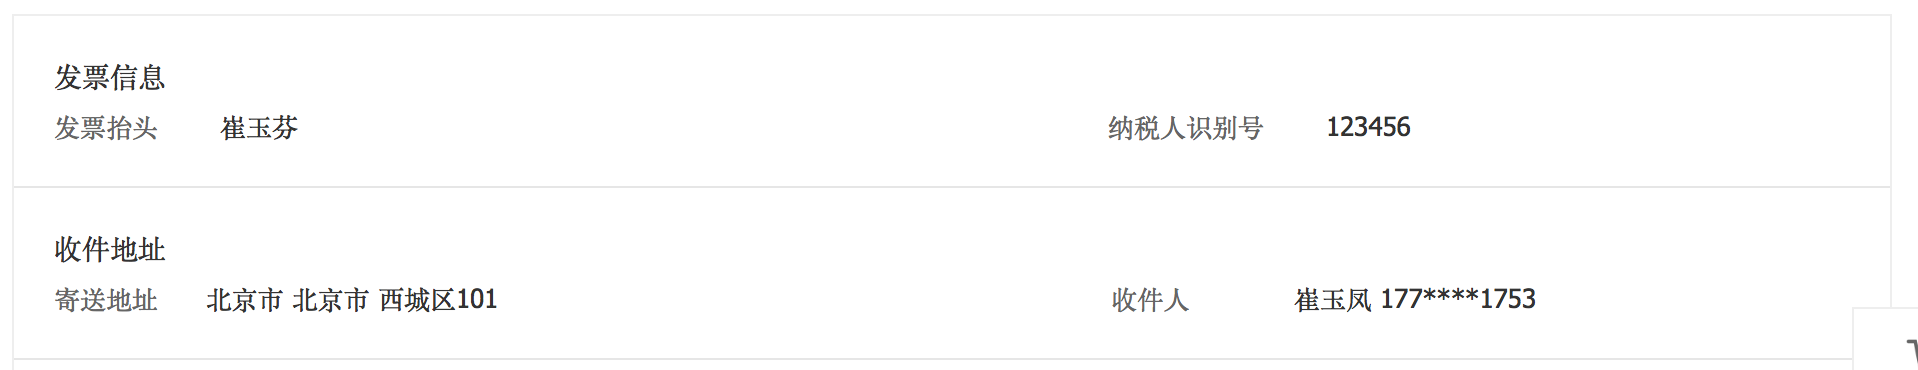 发票信息
发票抬头 崔玉芬 纳税人识别号 123456
收件地址
寄送地址 北京市 北京市 西城区101 收件人 崔玉凤 177****1753